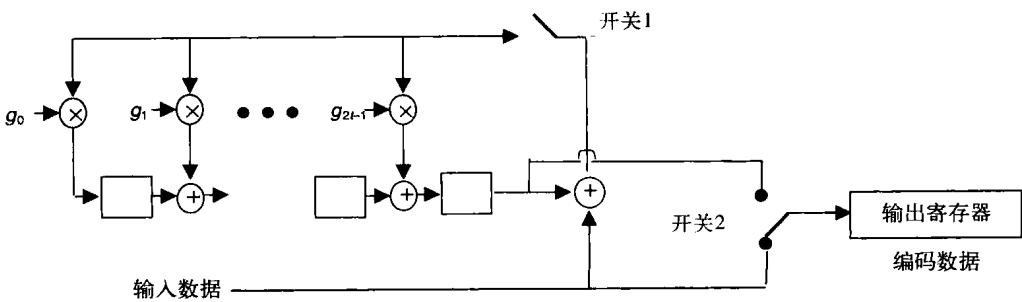 开关1
g₀
g₁
g₂ₜ₋₁
开关2
输出寄存器
编码数据
输入数据